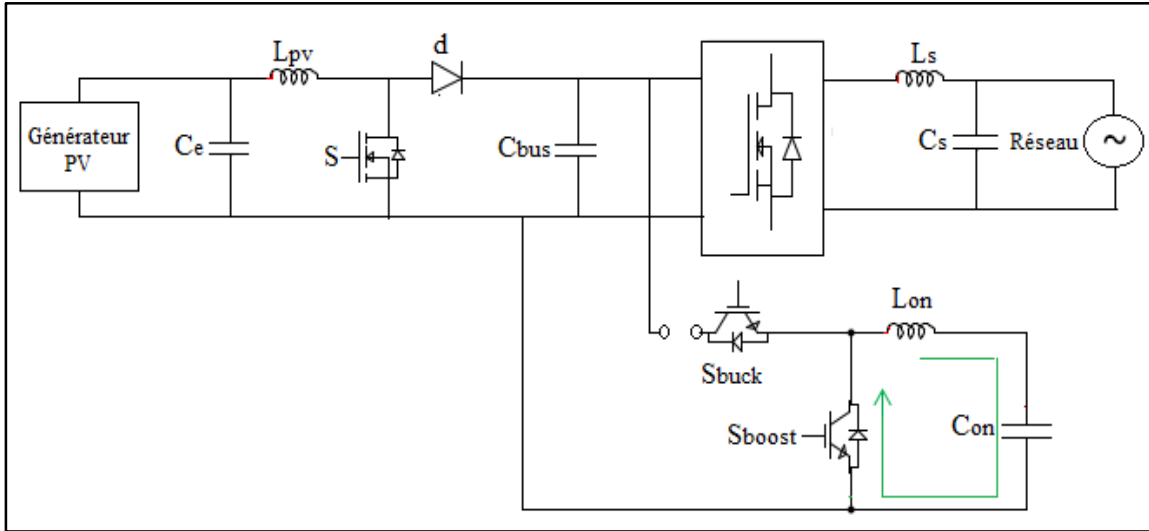 Lpv
d
Ls
Générateur
PV
Ce
S
Cbus
Cs
Réseau
~
Lon
Sbuck
Sboost
Con